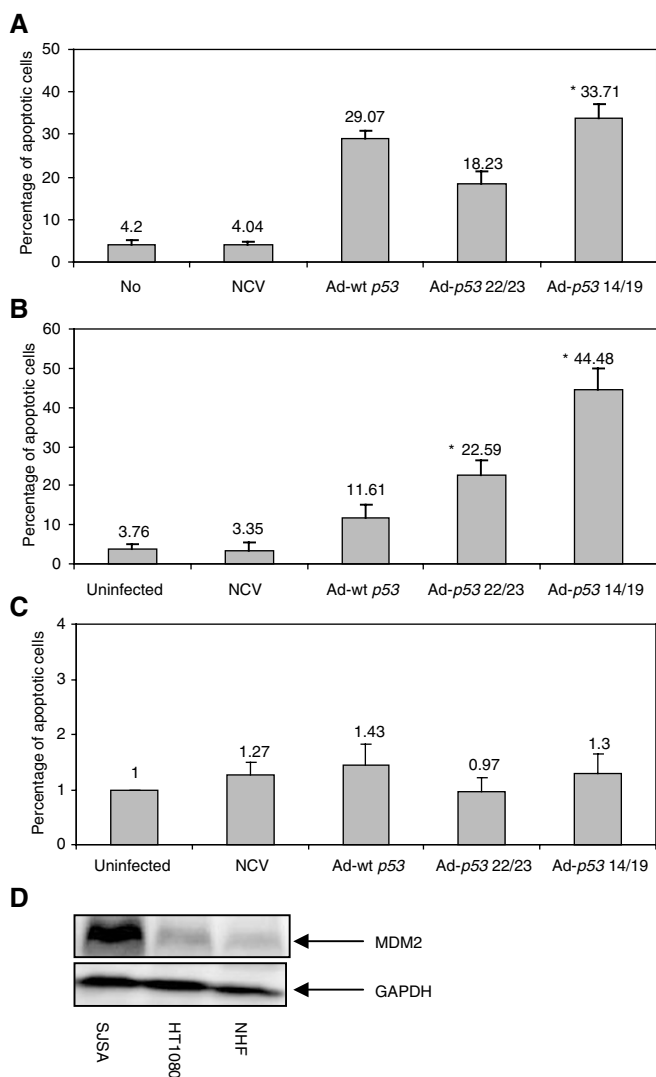 A
Percentage of apoptotic cells
50
40
30
20
10
0
4.2
4.04
29.07
18.23
* 33.71
No
NCV
Ad-wt p53
Ad-p53 22/23
Ad-p53 14/19
B
Percentage of apoptotic cells
60
50
40
30
20
10
0
3.76
3.35
11.61
* 22.59
* 44.48
Uninfected
NCV
Ad-wt p53
Ad-p53 22/23
Ad-p53 14/19
C
Percentage of apoptotic cells
4
3
2
1
0
1
1.27
1.43
0.97
1.3
Uninfected
NCV
Ad-wt p53
Ad-p53 22/23
Ad-p53 14/19
D
MDM2
GAPDH
SJSA
HT1080
NHF